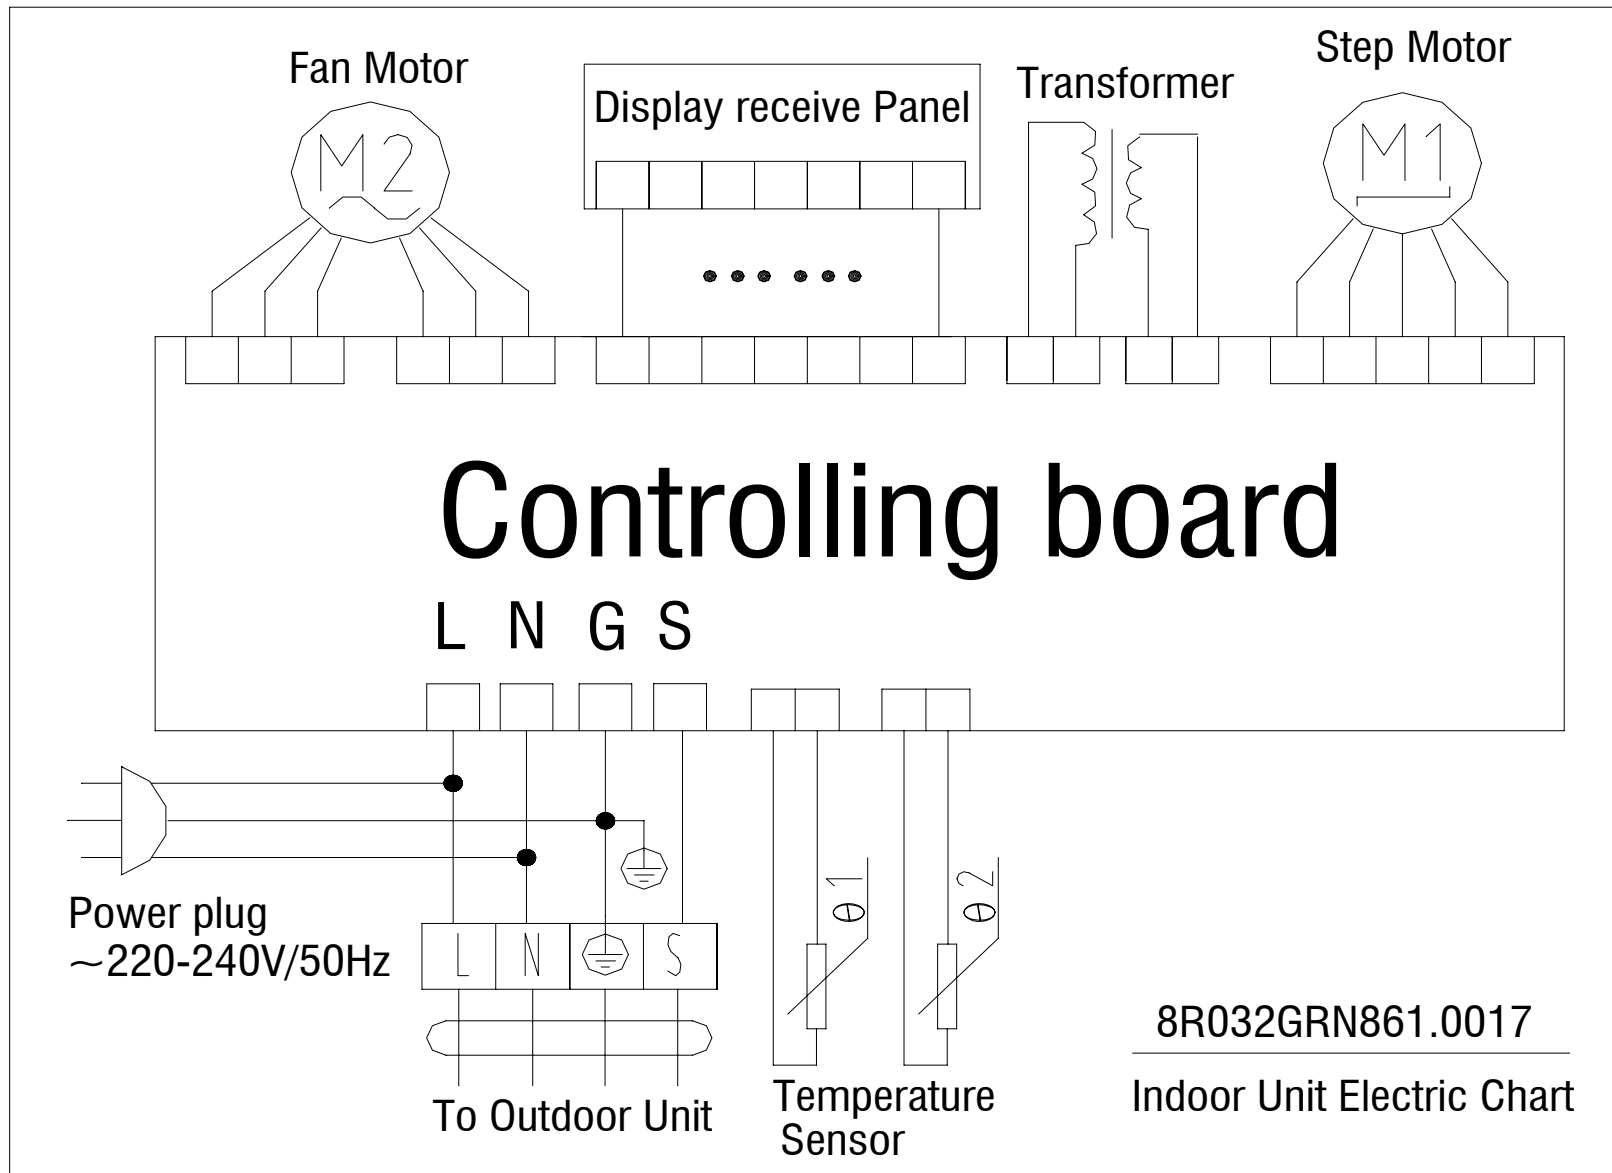 Fan Motor
Display receive Panel
Transformer
Step Motor
M2
M1
Controlling board
L N G S
Power plug
~220-240V/50Hz
L N S
θ1
θ2
To Outdoor Unit
Temperature
Sensor
8R032GRN861.0017
Indoor Unit Electric Chart